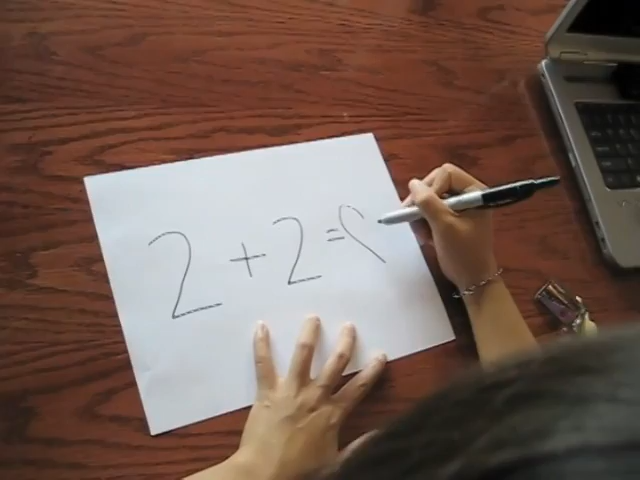 2 + 2 =